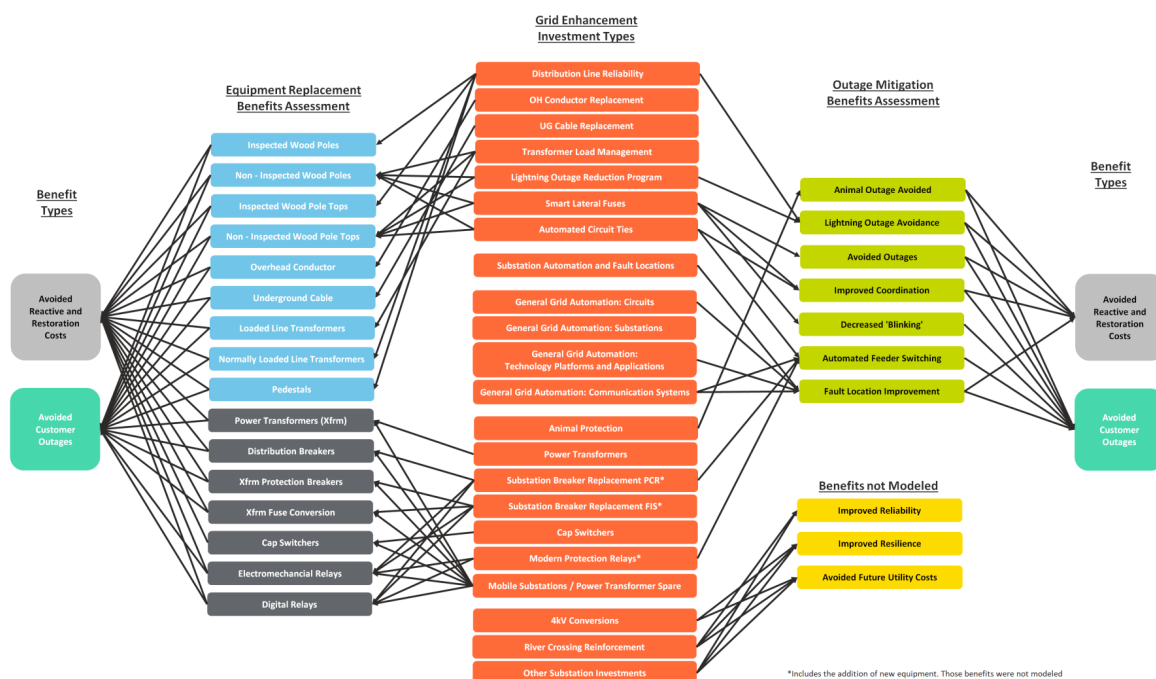 Grid Enhancement
Investment Types
Equipment Replacement
Benefits Assessment
Outage Mitigation
Benefits Assessment
Benefit
Types
Benefit
Types
Avoided
Reactive and
Restoration
Costs
Avoided
Customer
Outages
Inspected Wood Poles
Non - Inspected Wood Poles
Inspected Wood Pole Tops
Non - Inspected Wood Pole Tops
Overhead Conductor
Underground Cable
Loaded Line Transformers
Normally Loaded Line Transformers
Pedestals
Power Transformers (Xfrm)
Distribution Breakers
Xfrm Protection Breakers
Xfrm Fuse Conversion
Cap Switchers
Electromechancial Relays
Digital Relays
Distribution Line Reliability
OH Conductor Replacement
UG Cable Replacement
Transformer Load Management
Lightning Outage Reduction Program
Smart Lateral Fuses
Automated Circuit Ties
Substation Automation and Fault Locations
General Grid Automation: Circuits
General Grid Automation: Substations
General Grid Automation:
Technology Platforms and Applications
General Grid Automation: Communication Systems
Animal Protection
Power Transformers
Substation Breaker Replacement PCR*
Substation Breaker Replacement FIS*
Cap Switchers
Modern Protection Relays*
Mobile Substations / Power Transformer Spare
4kV Conversions
River Crossing Reinforcement
Other Substation Investments
Animal Outage Avoided
Lightning Outage Avoidance
Avoided Outages
Improved Coordination
Decreased 'Blinking'
Automated Feeder Switching
Fault Location Improvement
Benefits not Modeled
Improved Reliability
Improved Resilience
Avoided Future Utility Costs
Avoided
Reactive and
Restoration
Costs
Avoided
Customer
Outages
*Includes the addition of new equipment. Those benefits were not modeled